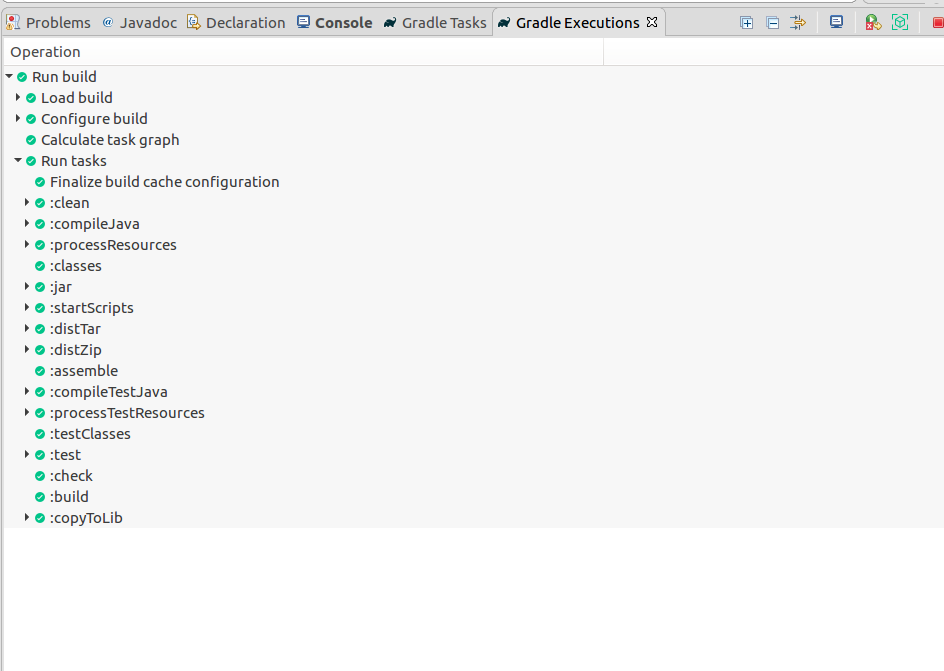 Problems @ Javadoc Declaration Console Gradle Tasks Gradle Executions
Operation
Run build
Load build
Configure build
Calculate task graph
Run tasks
Finalize build cache configuration
:clean
:compileJava
:processResources
:classes
:jar
:startScripts
:distTar
:distZip
:assemble
:compileTestJava
:processTestResources
:testClasses
:test
:check
:build
:copyToLib